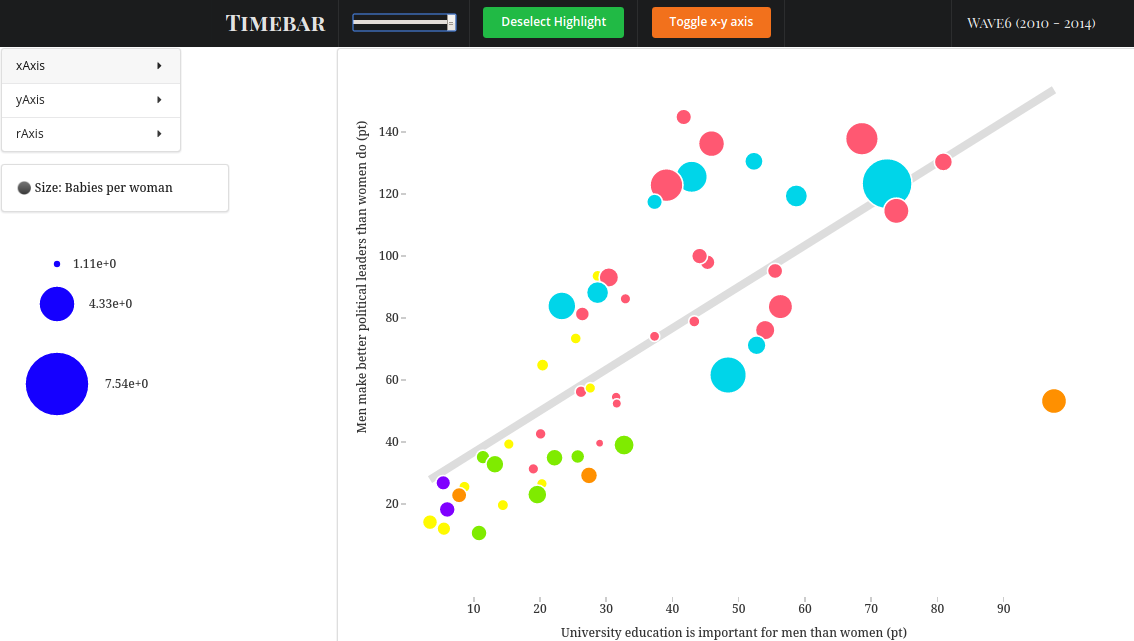 TIMEBAR
Deselect Highlight
Toggle x-y axis
WAVE6 (2010 - 2014)
xAxis
yAxis
rAxis
Size: Babies per woman
1.11e+0
4.33e+0
7.54e+0
Men make better political leaders than women do (pt)
140
120
100
80
60
40
20
10 20 30 40 50 60 70 80 90
University education is important for men than women (pt)